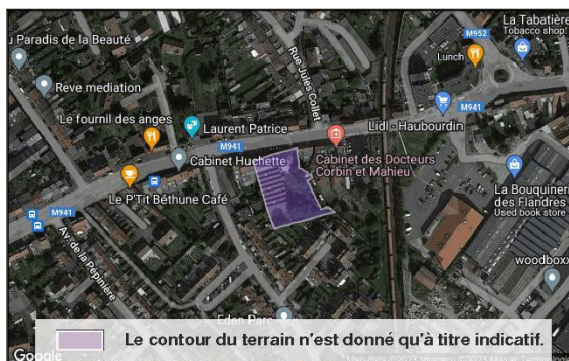 u Paradis de la Beauté
Reve mediation
Le fournil des anges
Laurent Patrice
M941
Cabinet Huchette
Le P'Tit Béthune Café
M941
Av. de la Pépinière
Rue Jules Collet
Cabinet des Docteurs
Corbin et Mahieu
Lunch
M952
La Tabatière
Tobacco shop
Lidl - Haubourdin
M941
La Bouquinerie
des Flandres
Used book store
woodboxx
Eden Parc
Google
Le contour du terrain n'est donné qu'à titre indicatif.